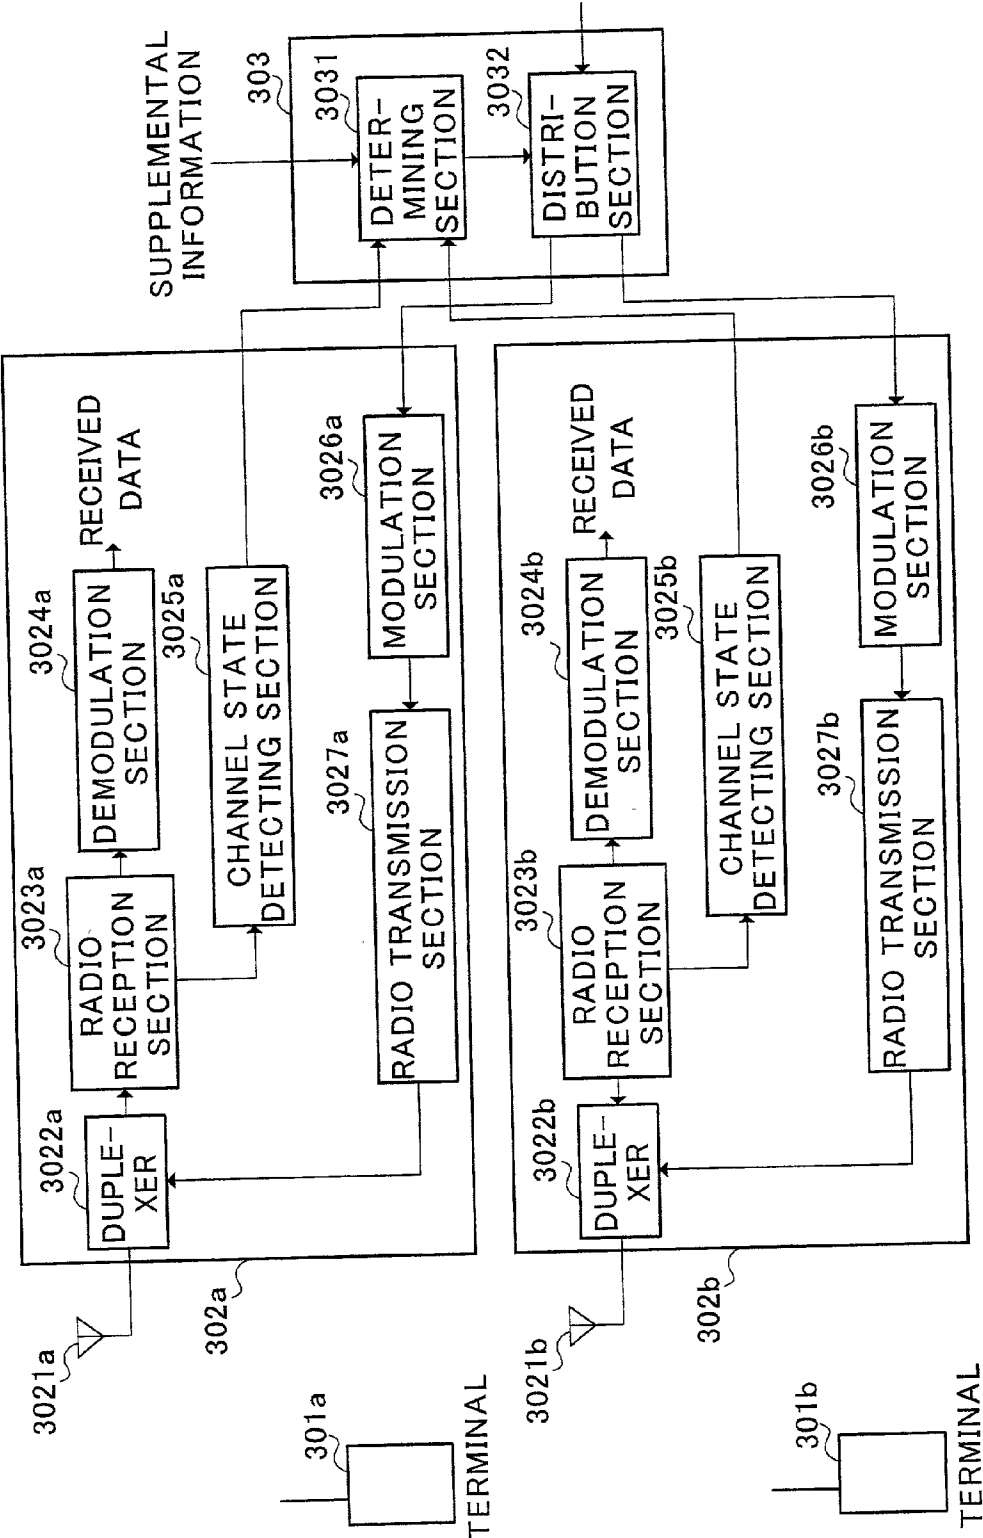 SUPPLEMENTAL
INFORMATION
303
3031
DETER-
MINING
SECTION
3032
DISTRI-
BUTION
SECTION
302a
3021a
3022a
DUPLE-
XER
3023a
RADIO
RECEPTION
SECTION
3024a
DEMODULATION
SECTION
RECEIVED
DATA
3025a
CHANNEL STATE
DETECTING SECTION
3026a
MODULATION
SECTION
3027a
RADIO TRANSMISSION
SECTION
301a
TERMINAL
302b
3021b
3022b
DUPLE-
XER
3023b
RADIO
RECEPTION
SECTION
3024b
DEMODULATION
SECTION
RECEIVED
DATA
3025b
CHANNEL STATE
DETECTING SECTION
3026b
MODULATION
SECTION
3027b
RADIO TRANSMISSION
SECTION
301b
TERMINAL